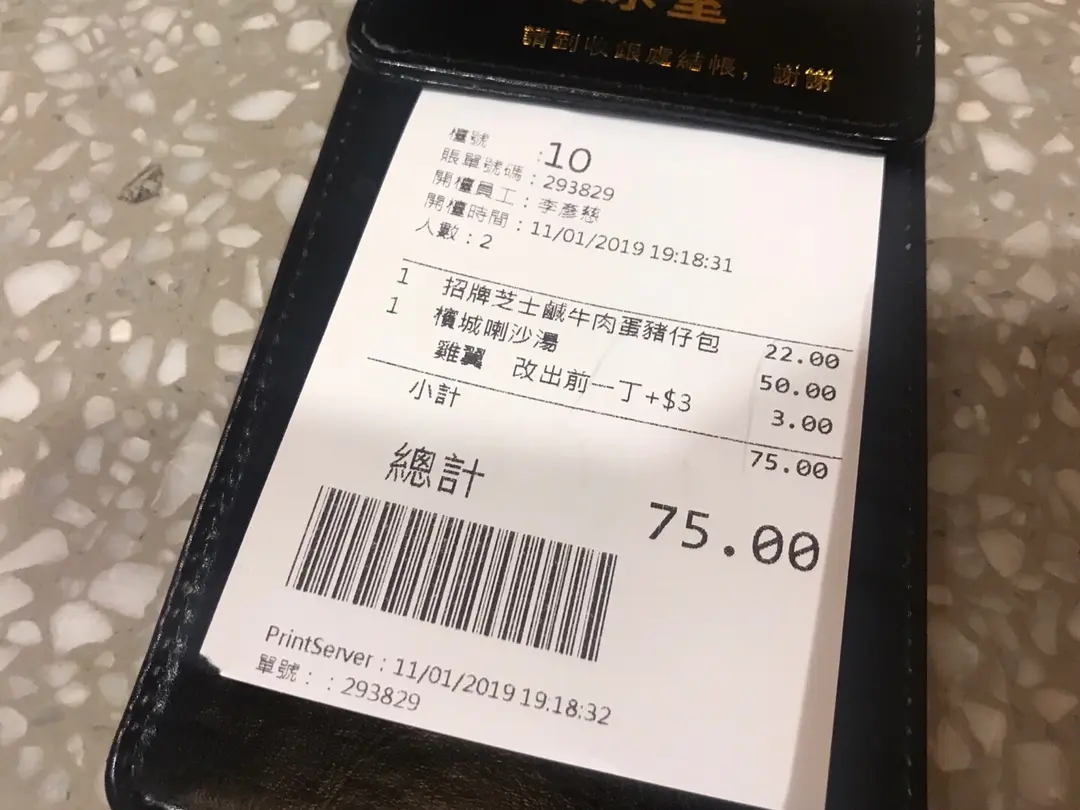 請到收銀處結帳，謝謝
檯號 :10
賬單號碼：293829
開檯員工：李彥慈
開檯時間：11/01/2019 19:18:31
人數：2
1 招牌芝士鹹牛肉蛋豬仔包 22.00
1 檳城喇沙湯 50.00
雞翼 改出前一丁+$3 3.00
小計 75.00
總計 75.00
PrintServer：11/01/2019 19:18:32
單號：：293829